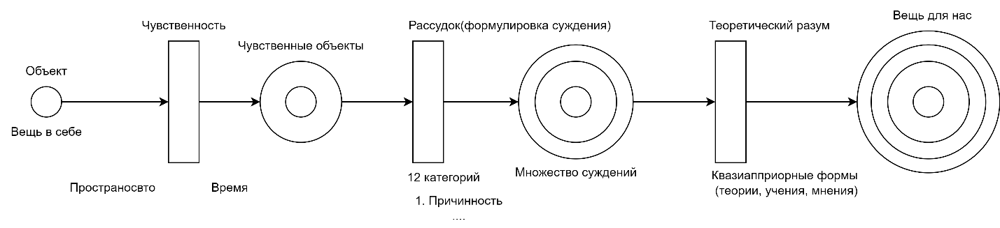 Вещь для нас
Чувственность
Рассудок(формулировка суждения)
Теоретический разум
Чувственные объекты
Объект
Вещь в себе
Множество суждений
12 категорий
Квазиапприорные формы
(теории, учения, мнения)
Пространосвто
Время
1. Причинность
....